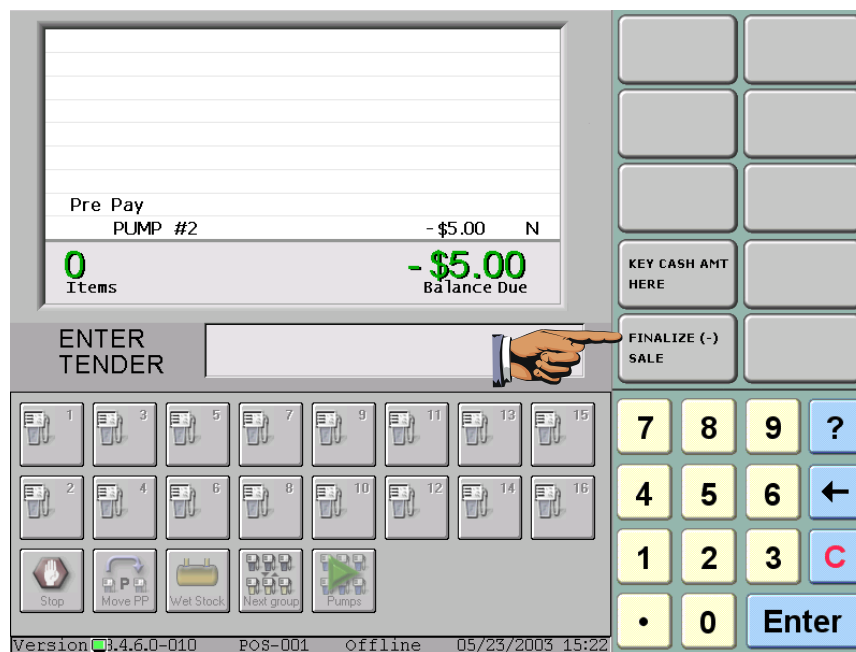 Pre Pay
PUMP #2 -$5.00 N
0 -$5.00
Items Balance Due
KEY CASH AMT
HERE
ENTER
TENDER
FINALIZE (-)
SALE
1 3 5 7 9 11 13 15
2 4 6 8 10 12 14 16
Stop P Move PP Wet Stock Next group Pumps
7 8 9 ?
4 5 6 ←
1 2 3 C
. 0 Enter
POS-001 Offline 05/23/2003 15:22
Version .4.6.0-010